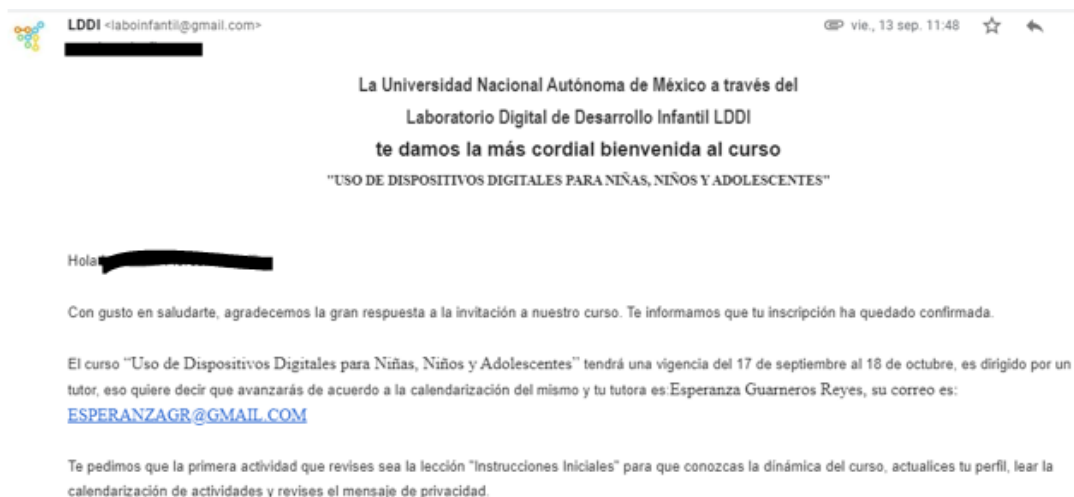 LDDI <laboinfantil@gmail.com>
vie., 13 sep. 11:48
La Universidad Nacional Autónoma de México a través del
Laboratorio Digital de Desarrollo Infantil LDDI
te damos la más cordial bienvenida al curso
"USO DE DISPOSITIVOS DIGITALES PARA NIÑAS, NIÑOS Y ADOLESCENTES"
Hola
Con gusto en saludarte, agradecemos la gran respuesta a la invitación a nuestro curso. Te informamos que tu inscripción ha quedado confirmada.
El curso “Uso de Dispositivos Digitales para Niñas, Niños y Adolescentes” tendrá una vigencia del 17 de septiembre al 18 de octubre, es dirigido por un
tutor, eso quiere decir que avanzarás de acuerdo a la calendarización del mismo y tu tutora es:Esperanza Guarneros Reyes, su correo es:
ESPERANZAGR@GMAIL.COM
Te pedimos que la primera actividad que revises sea la lección "Instrucciones Iniciales" para que conozcas la dinámica del curso, actualices tu perfil, lear la
calendarización de actividades y revises el mensaje de privacidad.